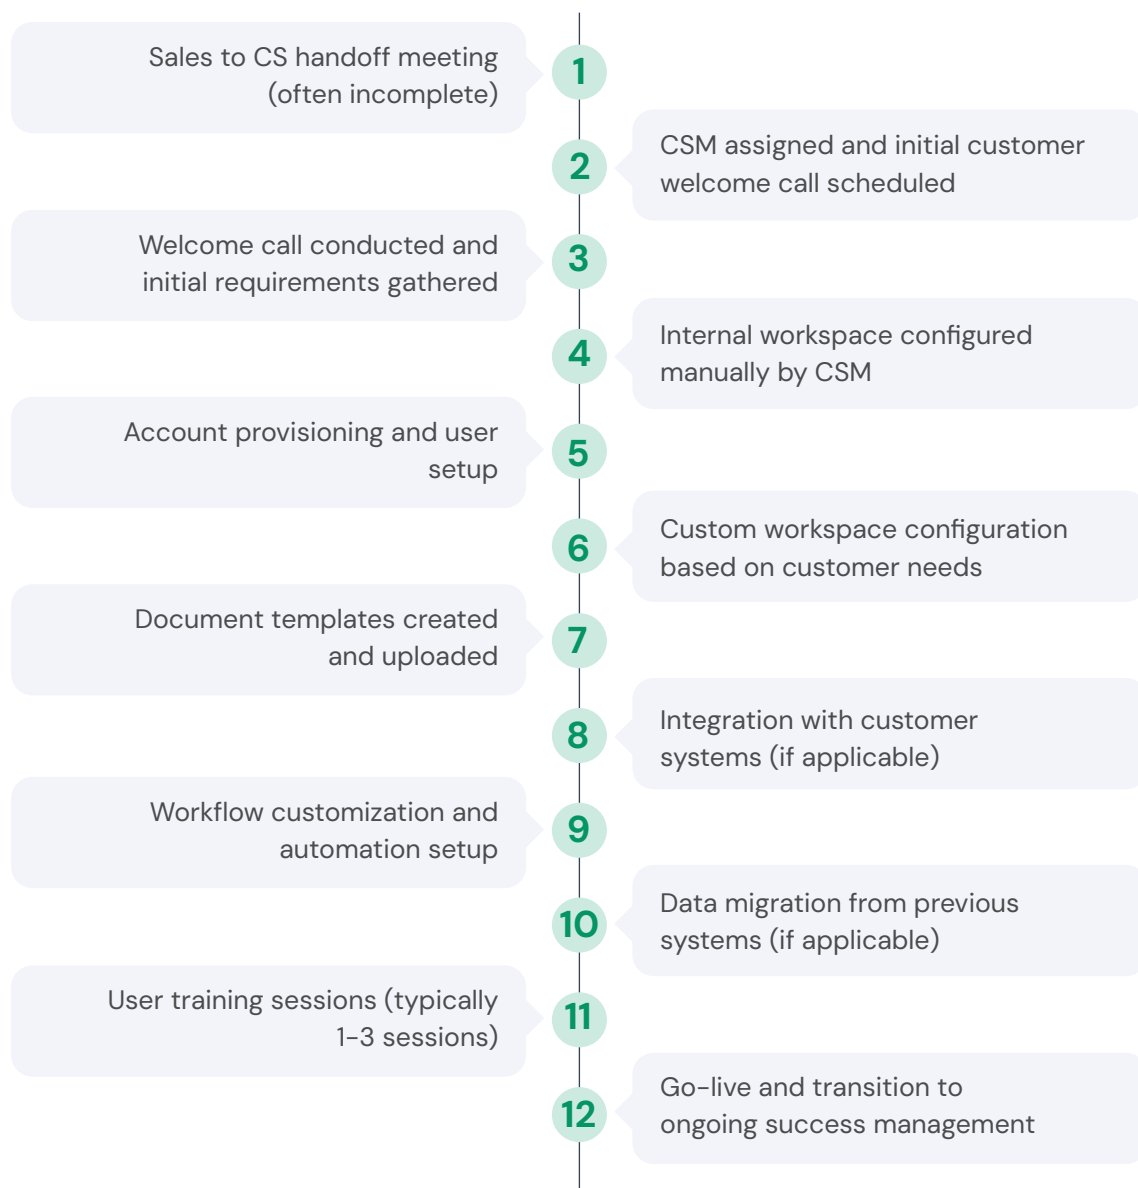 Sales to CS handoff meeting
(often incomplete)
1
2
CSM assigned and initial customer
welcome call scheduled
Welcome call conducted and
initial requirements gathered
3
4
Internal workspace configured
manually by CSM
Account provisioning and user
setup
5
6
Custom workspace configuration
based on customer needs
Document templates created
and uploaded
7
8
Integration with customer
systems (if applicable)
Workflow customization and
automation setup
9
10
Data migration from previous
systems (if applicable)
User training sessions (typically
1-3 sessions)
11
12
Go-live and transition to
ongoing success management